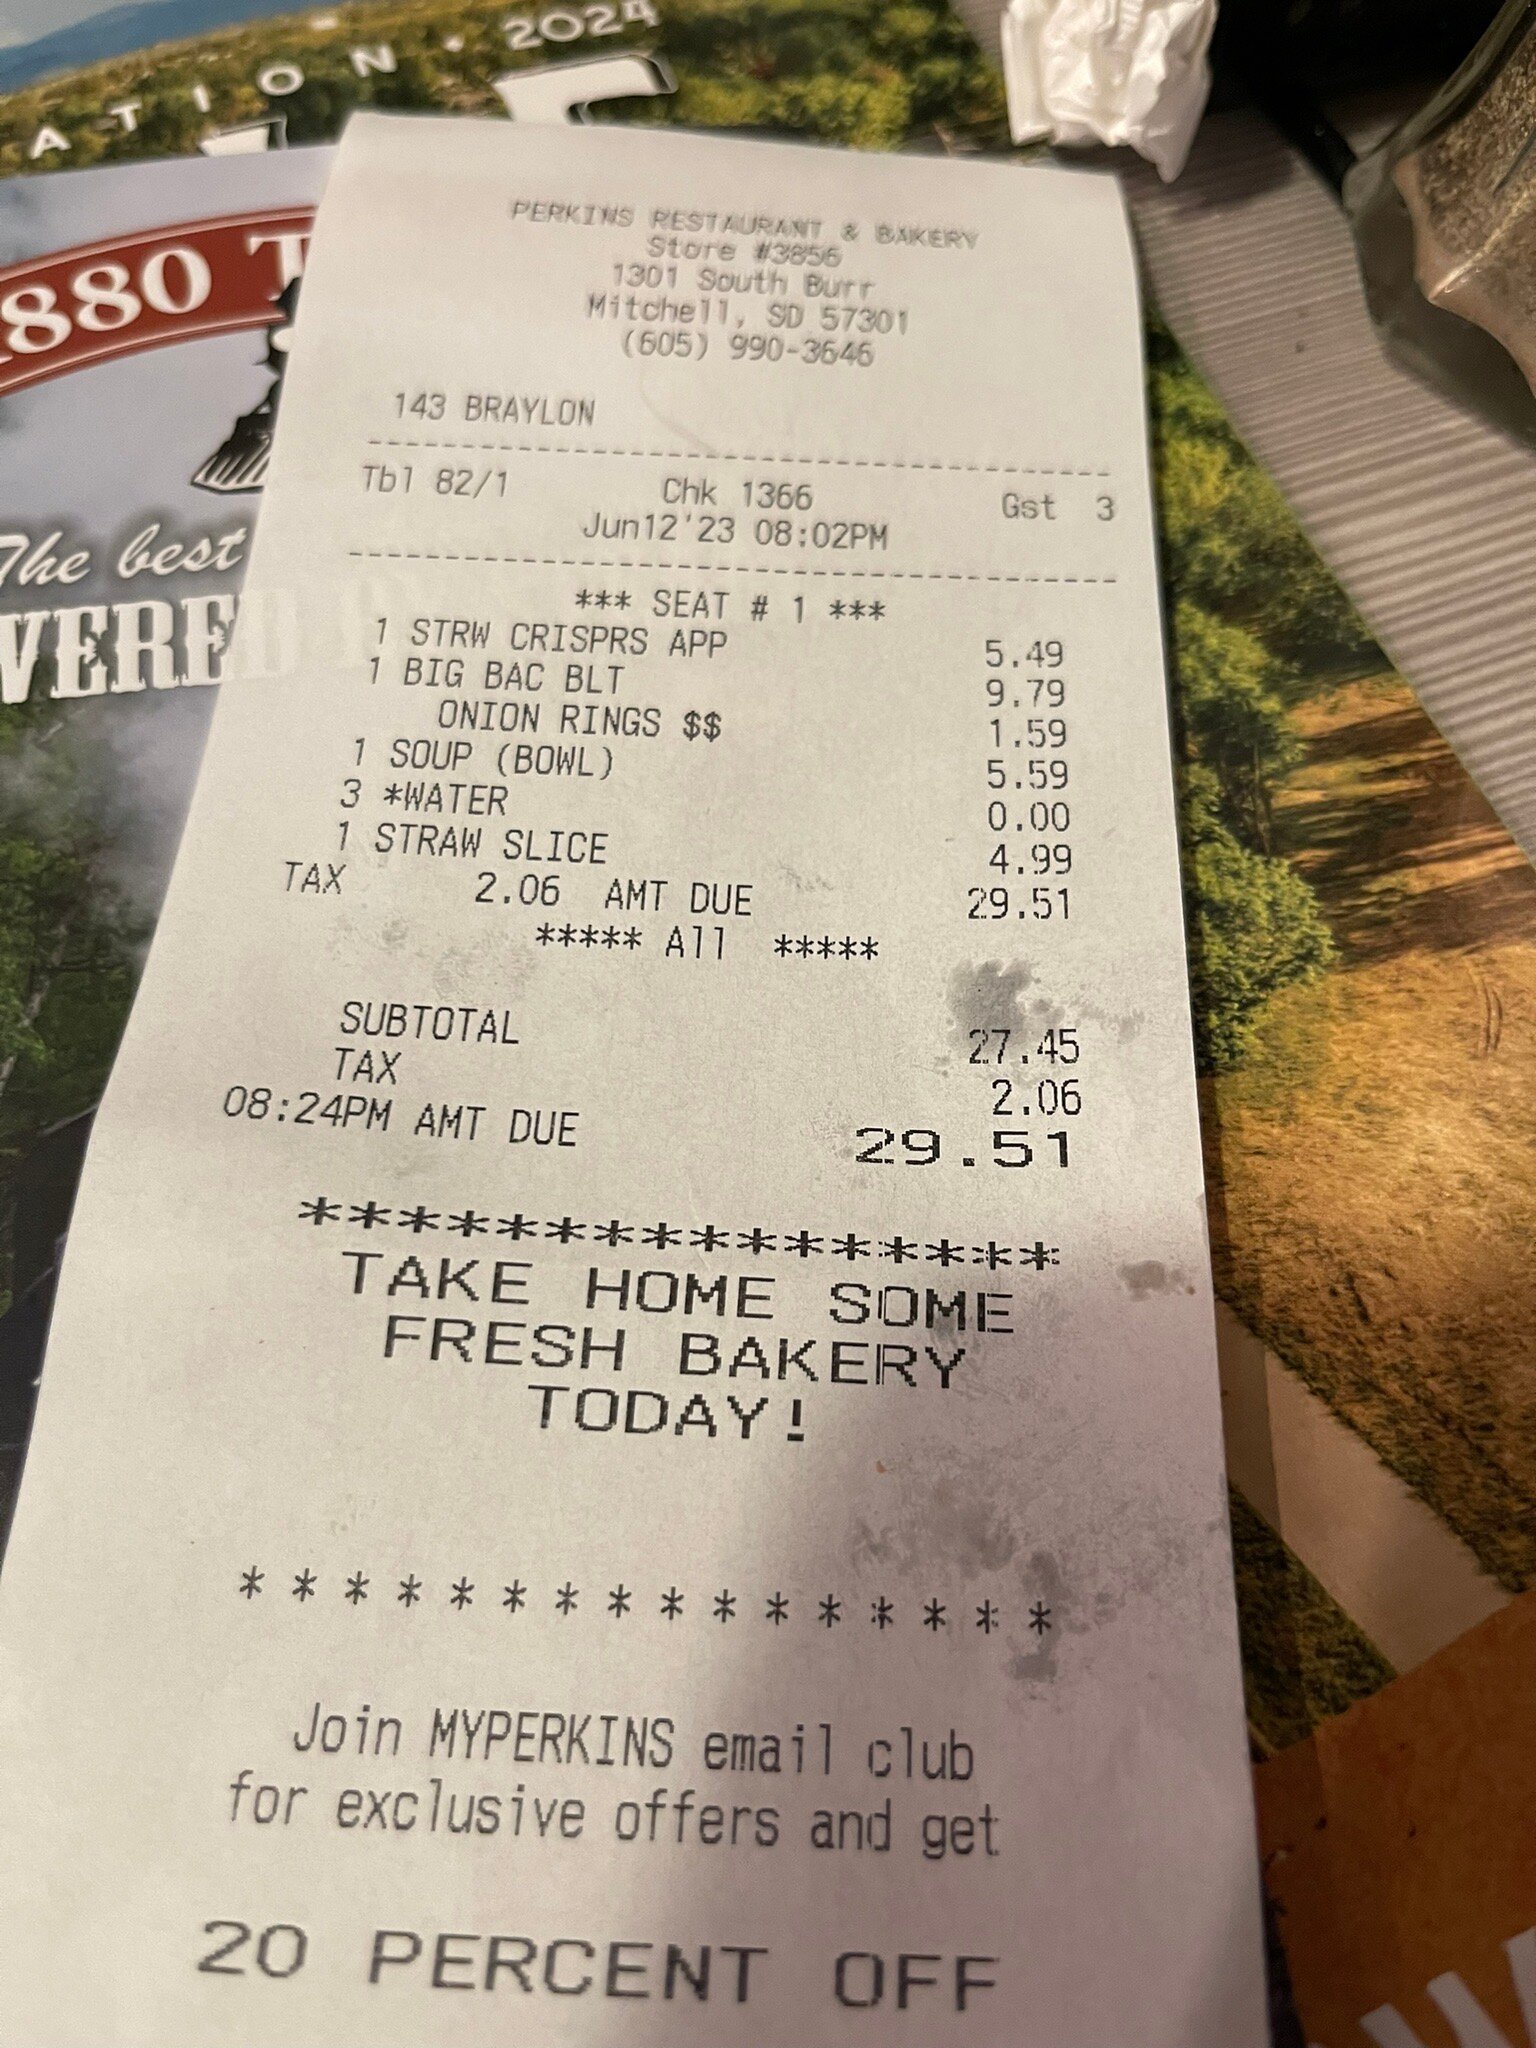 ATION • 2024
1880 T
The best
VERE
PERKINS RESTAURANT & BAKERY
Store #3856
1301 South Burr
Mitchell, SD 57301
(605) 990-3646
143 BRAYLON
Tbl 82/1 Chk 1366 Gst 3
Jun12'23 08:02PM
*** SEAT # 1 ***
1 STRW CRISPRS APP 5.49
1 BIG BAC BLT 9.79
ONION RINGS $$ 1.59
1 SOUP (BOWL) 5.59
3 *WATER 0.00
1 STRAW SLICE 4.99
TAX 2.06 AMT DUE 29.51
***** All *****
SUBTOTAL 27.45
TAX 2.06
08:24PM AMT DUE 29.51
****************
TAKE HOME SOME
FRESH BAKERY
TODAY!
* * * * * * * * * * * * * * * *
Join MYPERKINS email club
for exclusive offers and get
20 PERCENT OFF